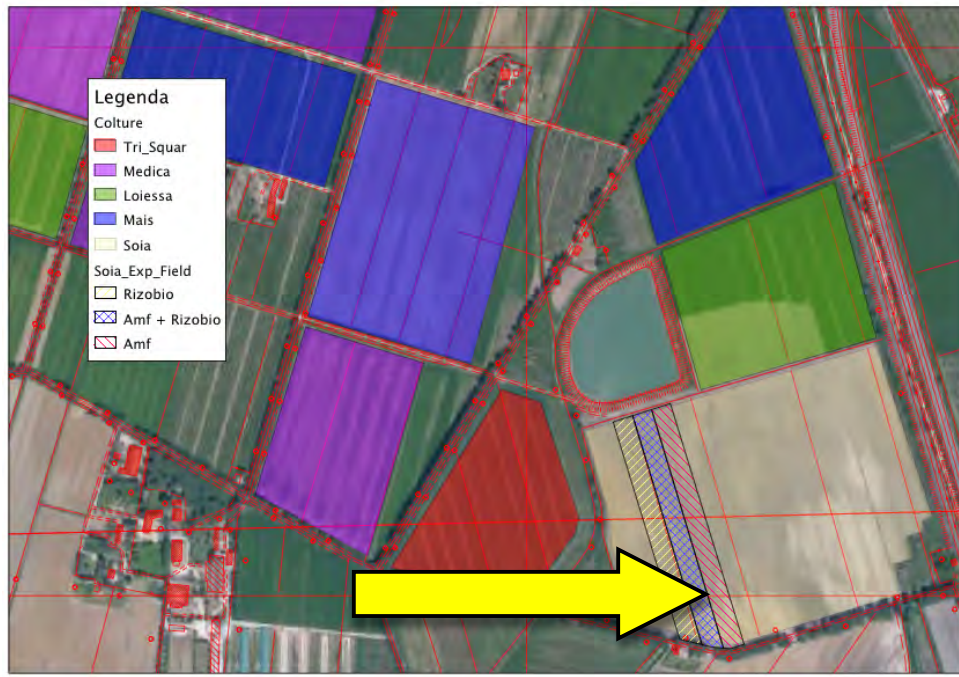 Legenda
Colture
Tri_Squar
Medica
Loiessa
Mais
Soia
Soia_Exp_Field
Rizobio
Amf + Rizobio
Amf